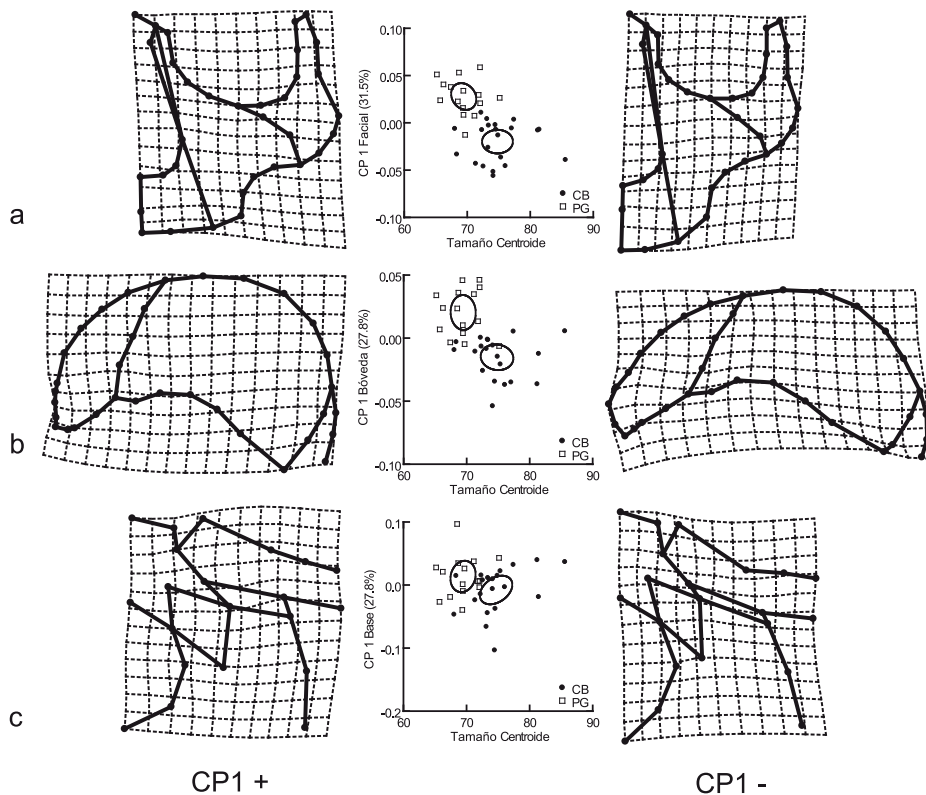 a
CP 1 Facial (31.5%)
0.10
0.05
0.00
-0.05
-0.10
60 70 80 90
Tamaño Centroide
CB
PG
b
CP 1 Bóveda (27.8%)
0.05
0.00
-0.05
-0.10
60 70 80 90
Tamaño Centroide
CB
PG
c
CP 1 Base (27.8%)
0.1
0.0
-0.1
-0.2
60 70 80 90
Tamaño Centroide
CB
PG
CP1 + CP1 -